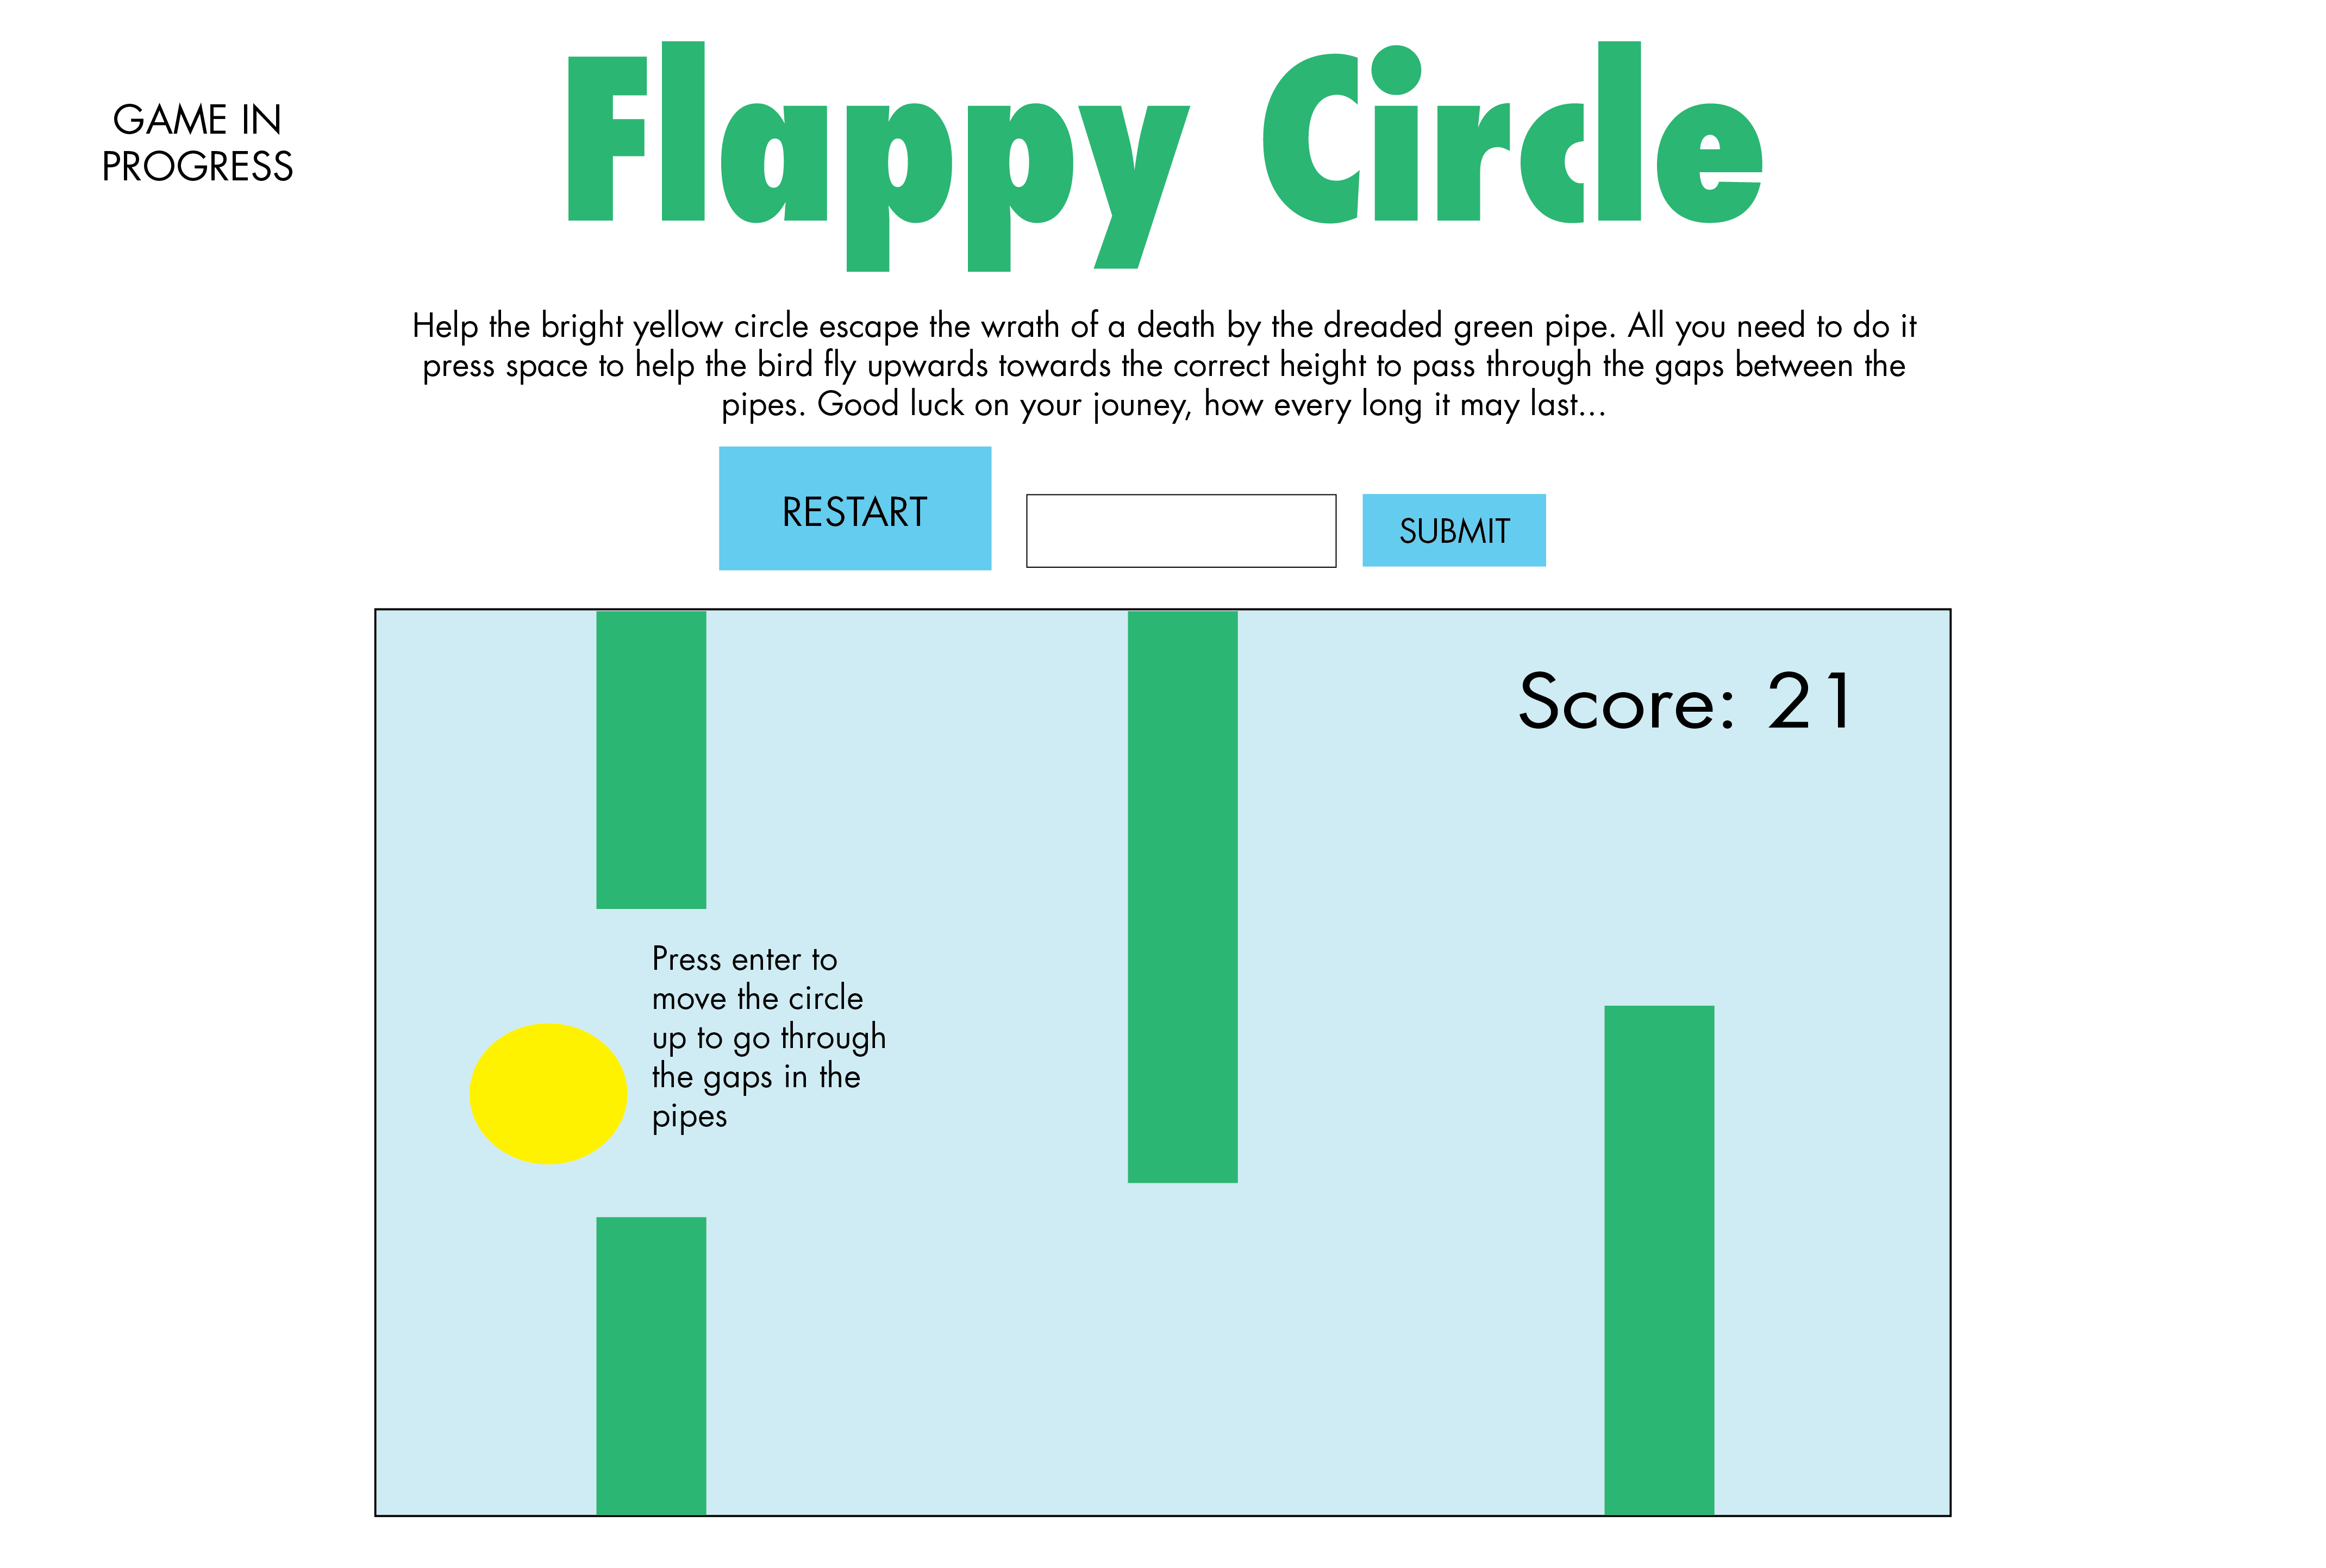 GAME IN
PROGRESS
Flappy Circle
Help the bright yellow circle escape the wrath of a death by the dreaded green pipe. All you need to do it
press space to help the bird fly upwards towards the correct height to pass through the gaps between the
pipes. Good luck on your jouney, how every long it may last...
RESTART
SUBMIT
Score: 21
Press enter to
move the circle
up to go through
the gaps in the
pipes